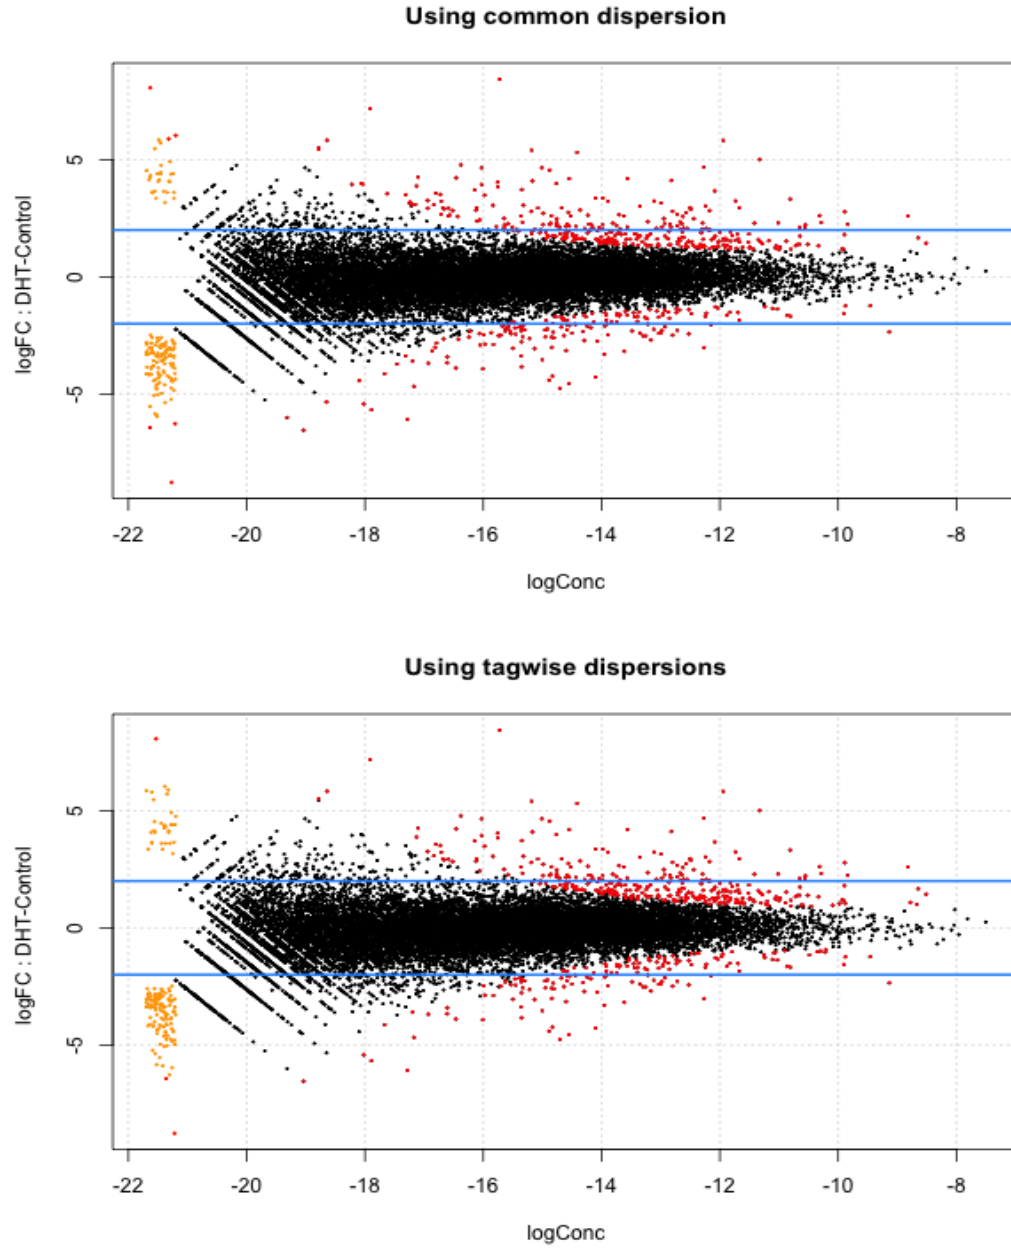 Using common dispersion
logFC : DHT-Control
5
0
-5
-22 -20 -18 -16 -14 -12 -10 -8
logConc
Using tagwise dispersions
logFC : DHT-Control
5
0
-5
-22 -20 -18 -16 -14 -12 -10 -8
logConc